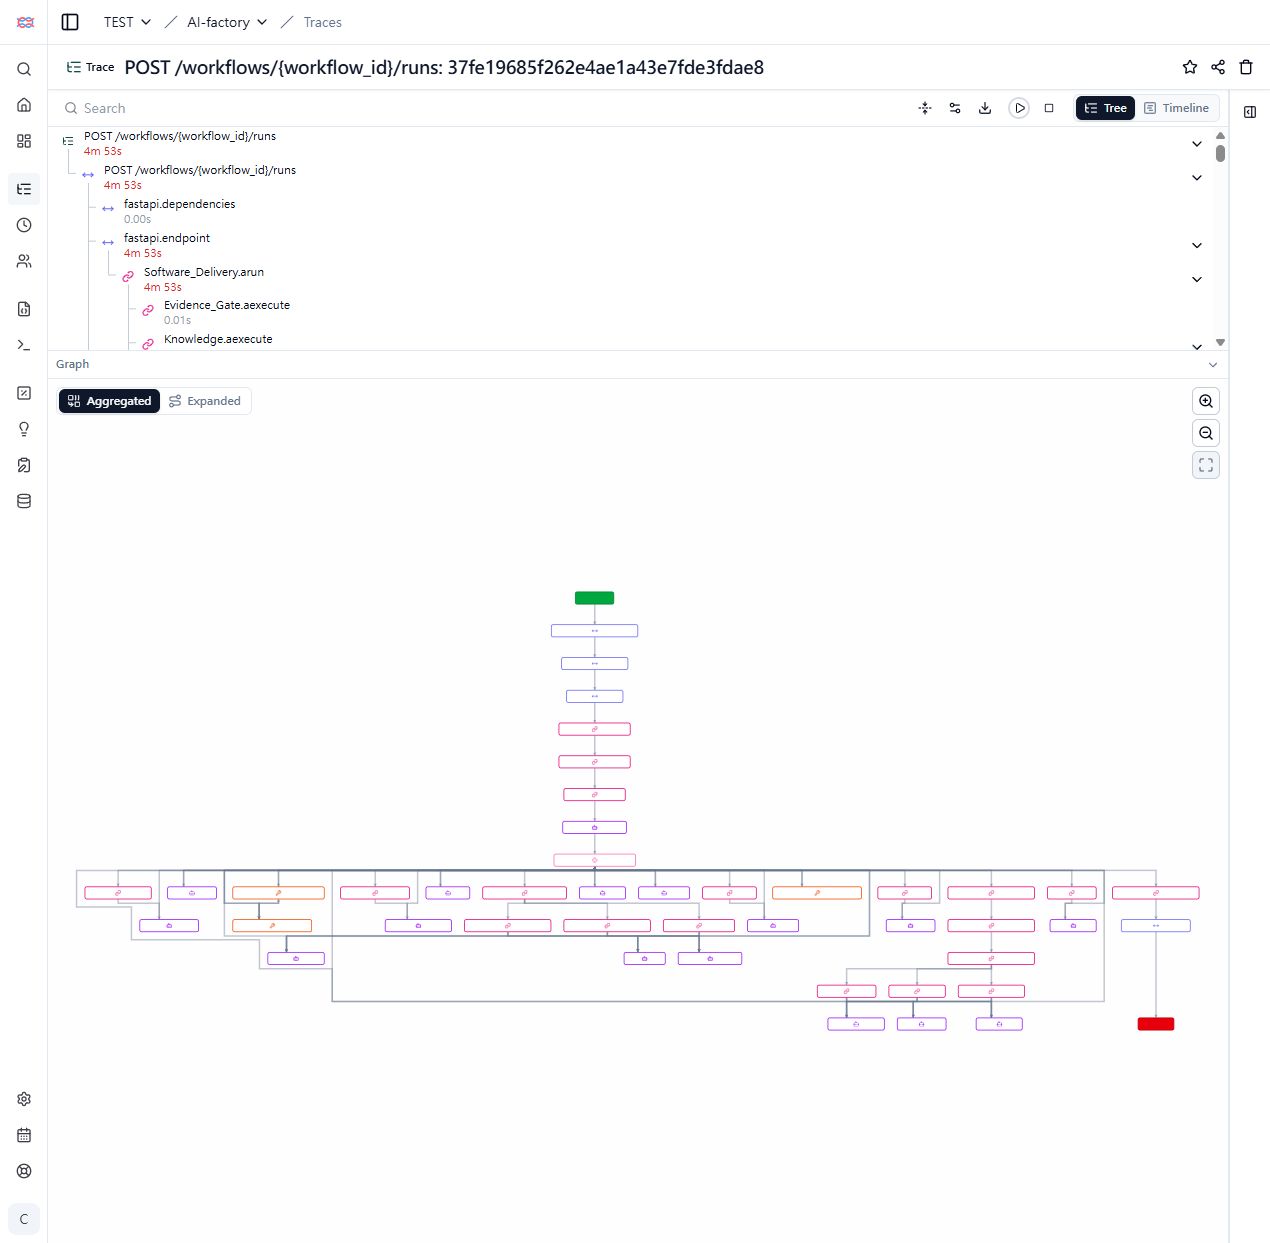 TEST
AI-factory
Traces
Trace
POST /workflows/{workflow_id}/runs: 37fe19685f262e4ae1a43e7fde3fdae8
Search
Tree
Timeline
POST /workflows/{workflow_id}/runs
4m 53s
POST /workflows/{workflow_id}/runs
4m 53s
fastapi.dependencies
0.00s
fastapi.endpoint
4m 53s
Software_Delivery.arun
4m 53s
Evidence_Gate.aexecute
0.01s
Knowledge.aexecute
Graph
Aggregated
Expanded
C